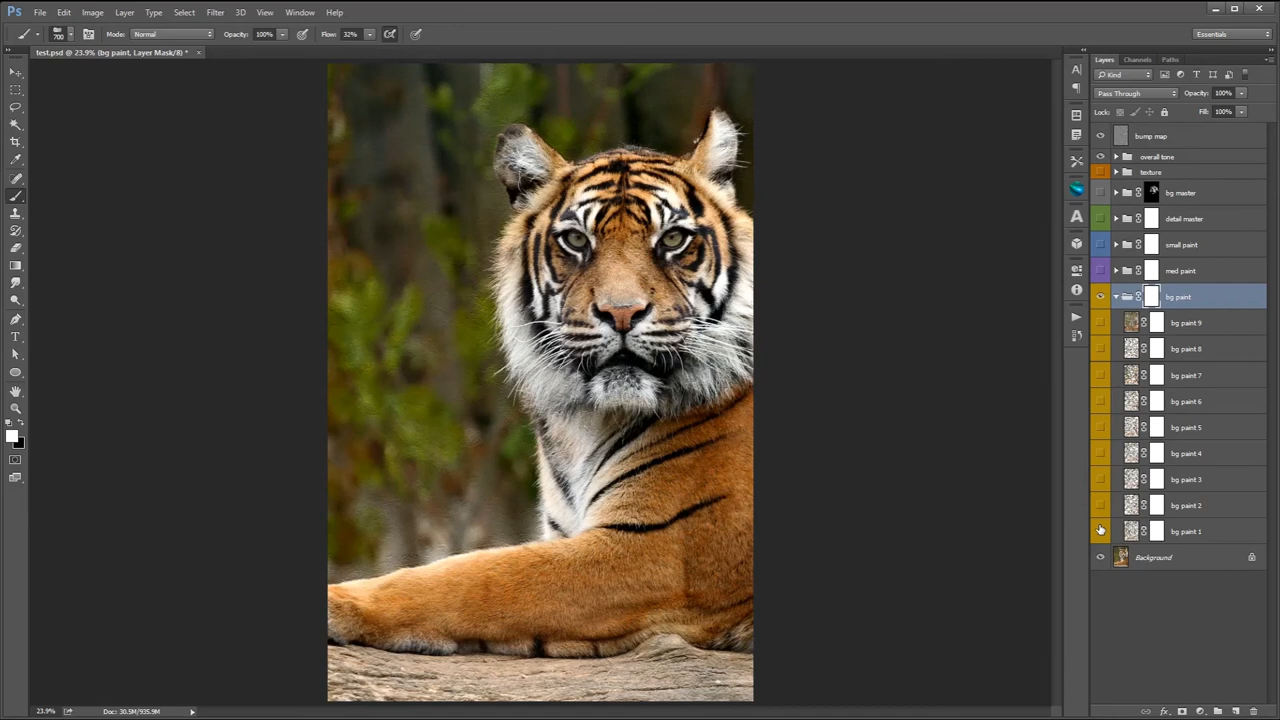 Ps File Edit Image Layer Type Select Filter 3D View Window Help
700 Mode: Normal Opacity: 100% Flow: 32% Essentials
test.psd @ 23.9% (bg paint, Layer Mask/8) * ×
Layers Channels Paths
Kind
Pass Through Opacity: 100%
Lock: Fill: 100%
bump map
overall tone
texture
bg master
detail master
small paint
med paint
bg paint
bg paint 9
bg paint 8
bg paint 7
bg paint 6
bg paint 5
bg paint 4
bg paint 3
bg paint 2
bg paint 1
Background
23.9% Doc: 30.5M/935.9M